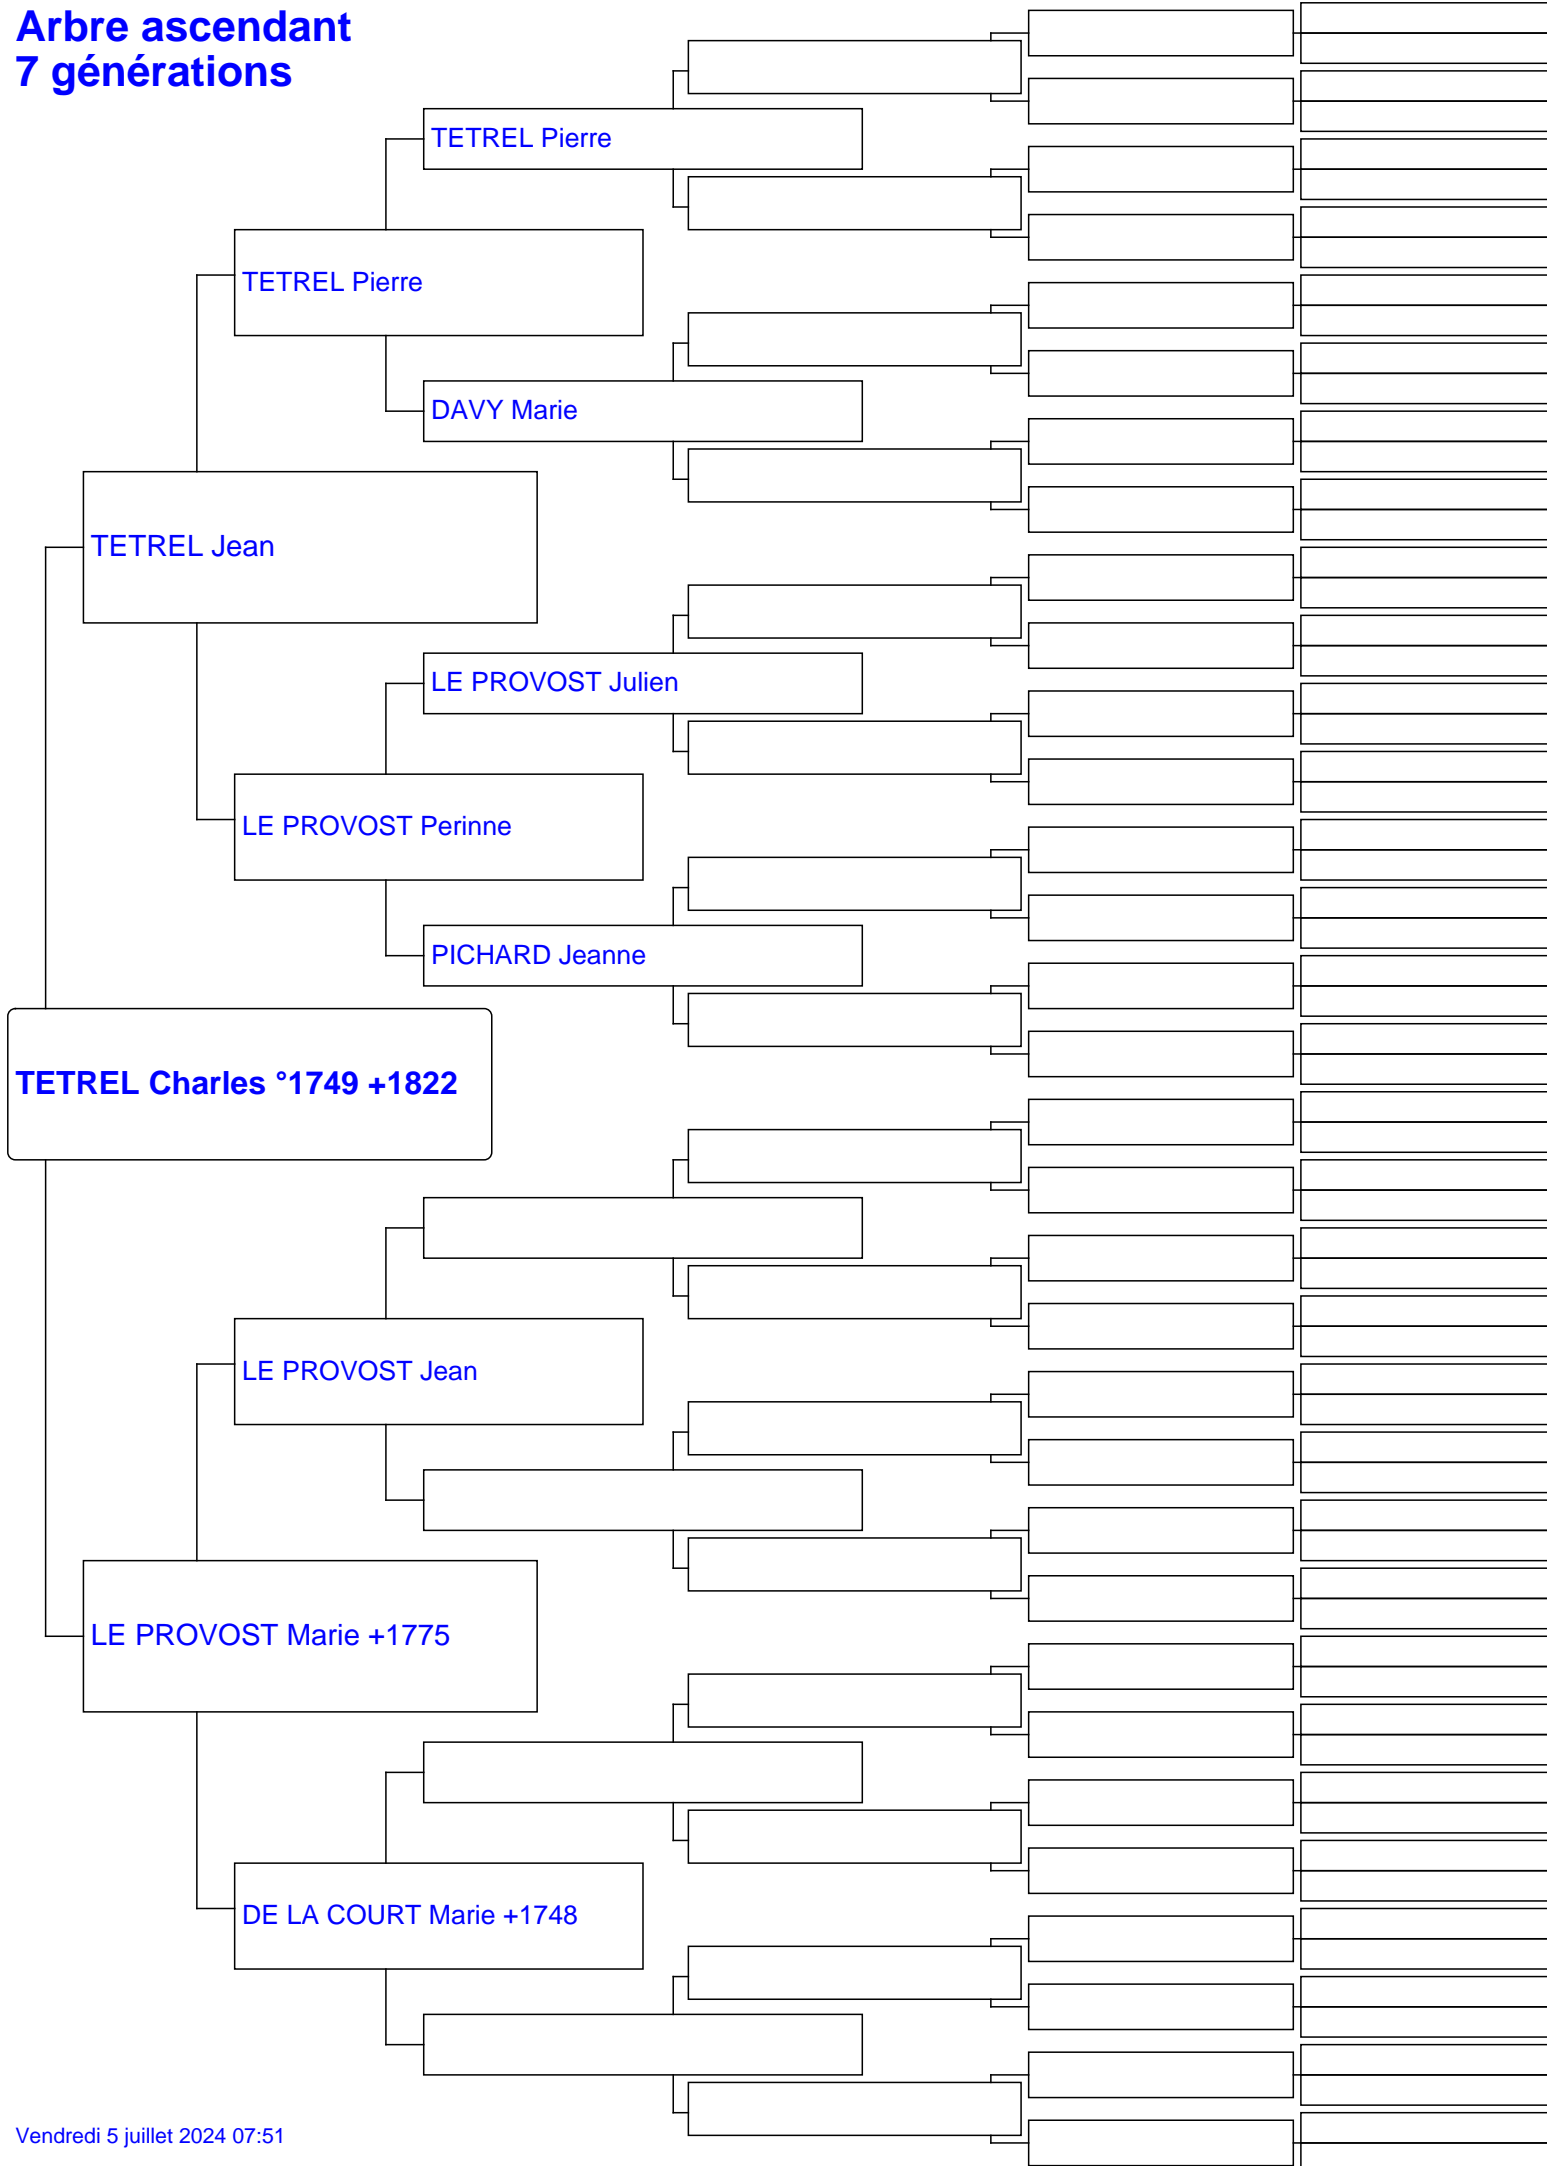 Arbre ascendant
7 générations
TETREL Pierre
TETREL Pierre
DAVY Marie
TETREL Jean
LE PROVOST Julien
LE PROVOST Perinne
PICHARD Jeanne
TETREL Charles °1749 +1822
LE PROVOST Jean
LE PROVOST Marie +1775
DE LA COURT Marie +1748
Vendredi 5 juillet 2024 07:51